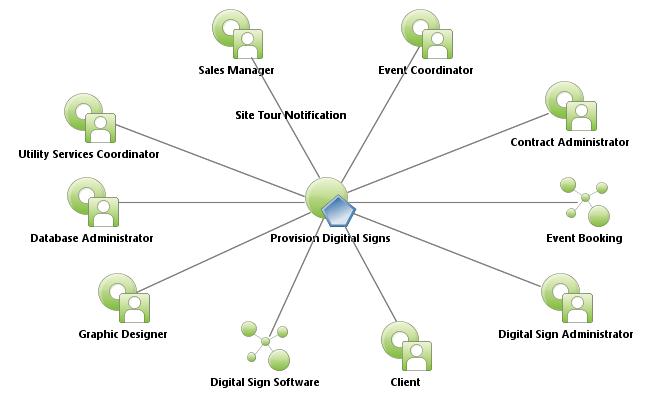 Sales Manager
Event Coordinator
Site Tour Notification
Contract Administrator
Utility Services Coordinator
Database Administrator
Provision Digitial Signs
Event Booking
Graphic Designer
Digital Sign Administrator
Digital Sign Software
Client